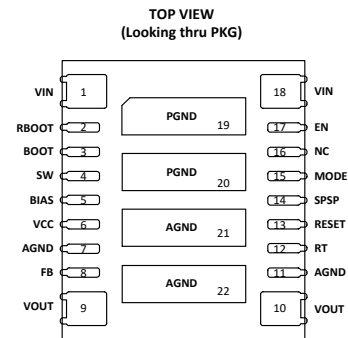 TOP VIEW
(Looking thru PKG)
VIN 1 18 VIN
PGND 19
RBOOT 2 17 EN
BOOT 3 16 NC
SW 4 PGND 20 15 MODE
BIAS 5 14 SPSP
VCC 6 AGND 21 13 RESET
AGND 7 12 RT
FB 8 AGND 22 11 AGND
VOUT 9 10 VOUT